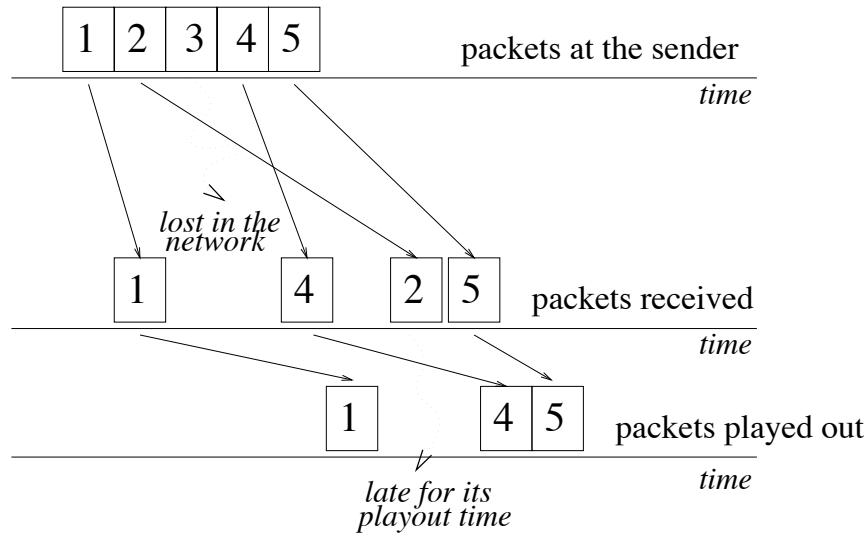 1 2 3 4 5
packets at the sender
time
lost in the
network
1 4 2 5
packets received
time
1 4 5
packets played out
time
late for its
playout time